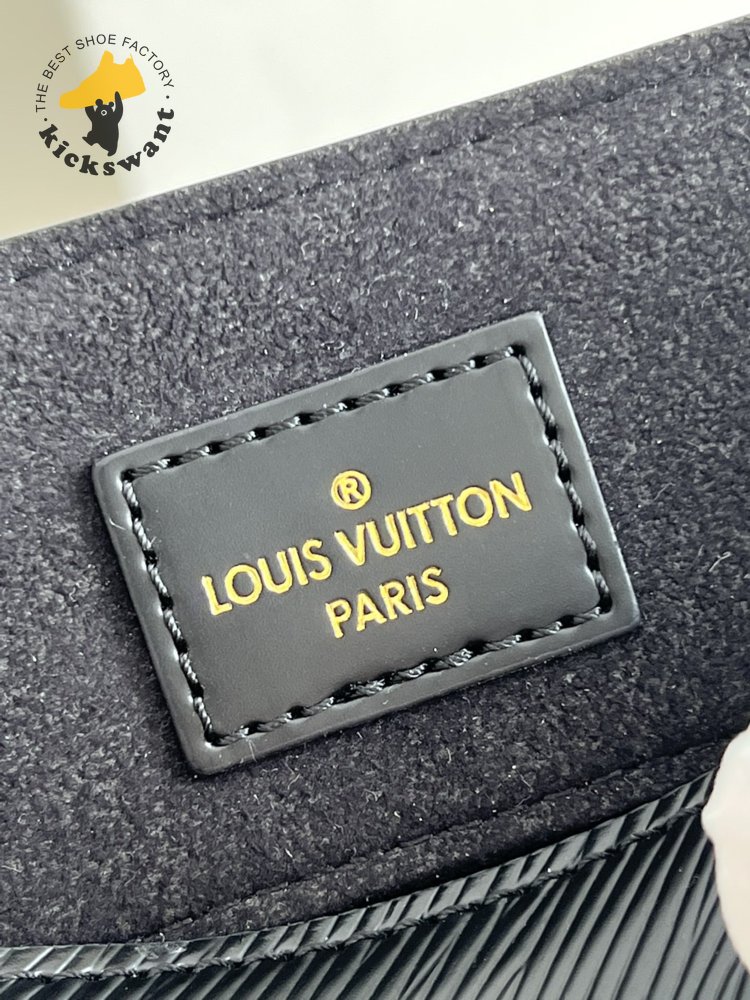 · THE BEST SHOE FACTORY ·
kickswant
®
LOUIS VUITTON
PARIS